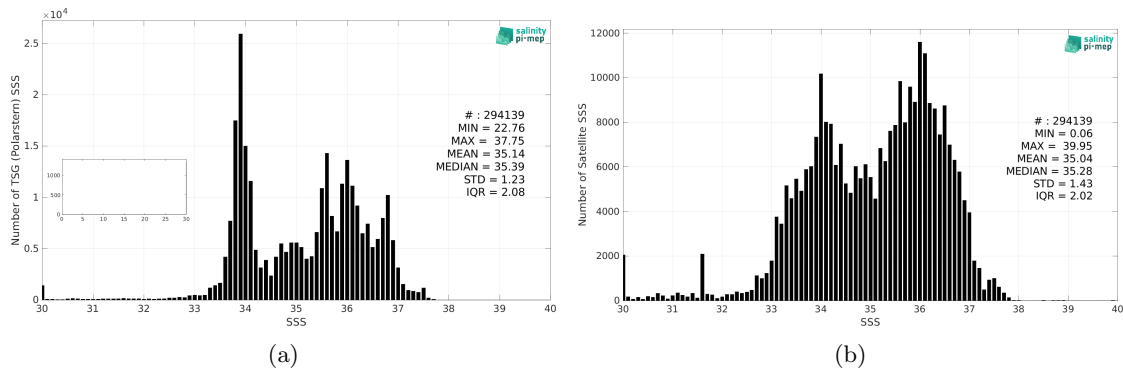 ×10⁴
2.5
2
1.5
1
0.5
0
Number of TSG (Polarstern) SSS
salinity
pi-mep
# : 294139
MIN = 22.76
MAX = 37.75
MEAN = 35.14
MEDIAN = 35.39
STD = 1.23
IQR = 2.08
1000
500
0
0 5 10 15 20 25 30
30 31 32 33 34 35 36 37 38 39 40
SSS
(a)
12000
10000
8000
6000
4000
2000
0
Number of Satellite SSS
salinity
pi-mep
# : 294139
MIN = 0.06
MAX = 39.95
MEAN = 35.04
MEDIAN = 35.28
STD = 1.43
IQR = 2.02
30 31 32 33 34 35 36 37 38 39 40
SSS
(b)